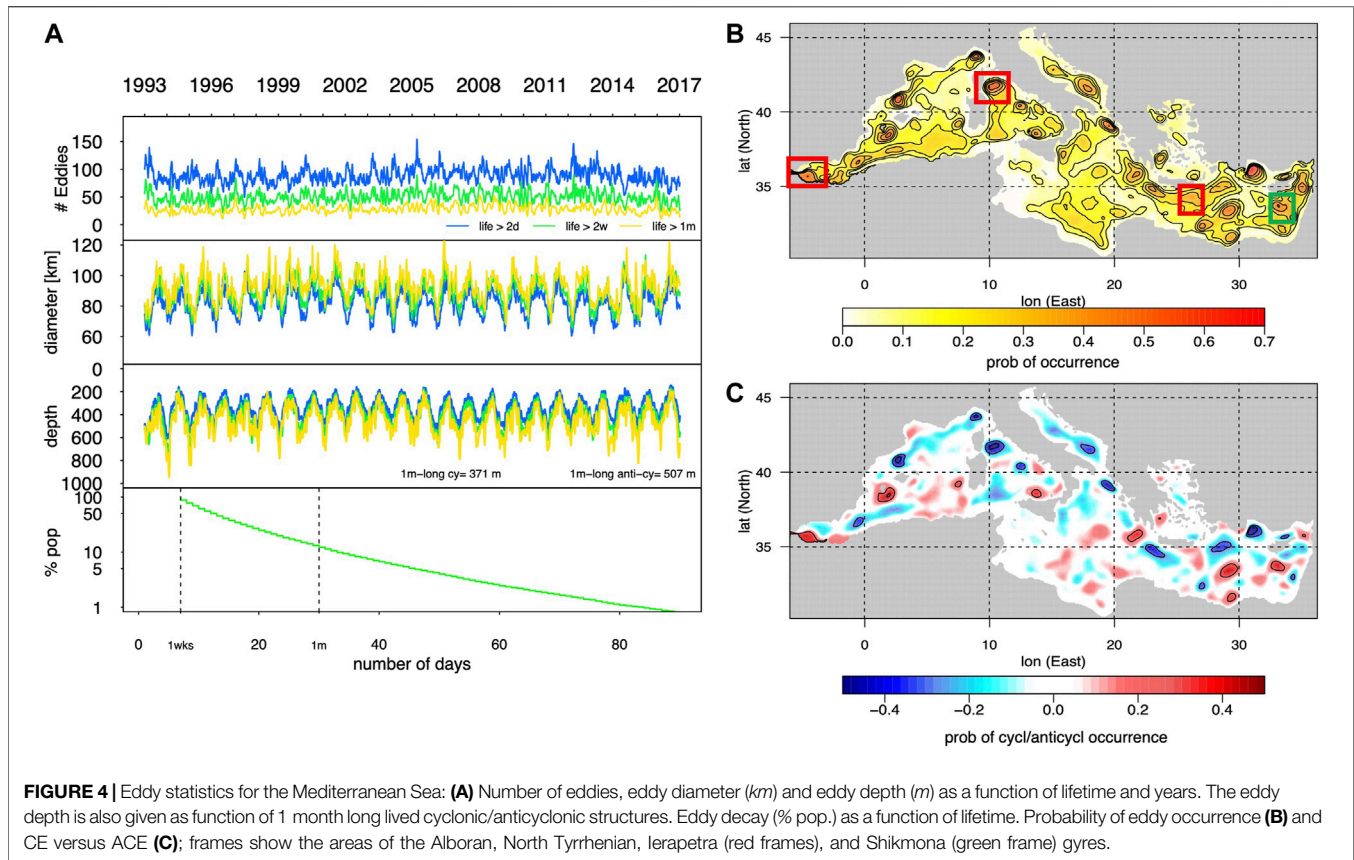 A
1993 1996 1999 2002 2005 2008 2011 2014 2017
# Eddies
150
100
50
0
life > 2d life > 2w life > 1m
diameter [km]
120
100
80
60
depth
0
200
400
600
800
1000
1m−long cy= 371 m 1m−long anti−cy= 507 m
% pop
100
50
10
5
1
0 1wks 20 1m 40 60 80
number of days
B
lat (North)
45
40
35
0 10 20 30
lon (East)
0.0 0.1 0.2 0.3 0.4 0.5 0.6 0.7
prob of occurrence
C
lat (North)
45
40
35
0 10 20 30
lon (East)
−0.4 −0.2 0.0 0.2 0.4
prob of cycl/anticycl occurrence
FIGURE 4 | Eddy statistics for the Mediterranean Sea: (A) Number of eddies, eddy diameter (km) and eddy depth (m) as a function of lifetime and years. The eddy
depth is also given as function of 1 month long lived cyclonic/anticyclonic structures. Eddy decay (% pop.) as a function of lifetime. Probability of eddy occurrence (B) and
CE versus ACE (C); frames show the areas of the Alboran, North Tyrrhenian, Ierapetra (red frames), and Shikmona (green frame) gyres.